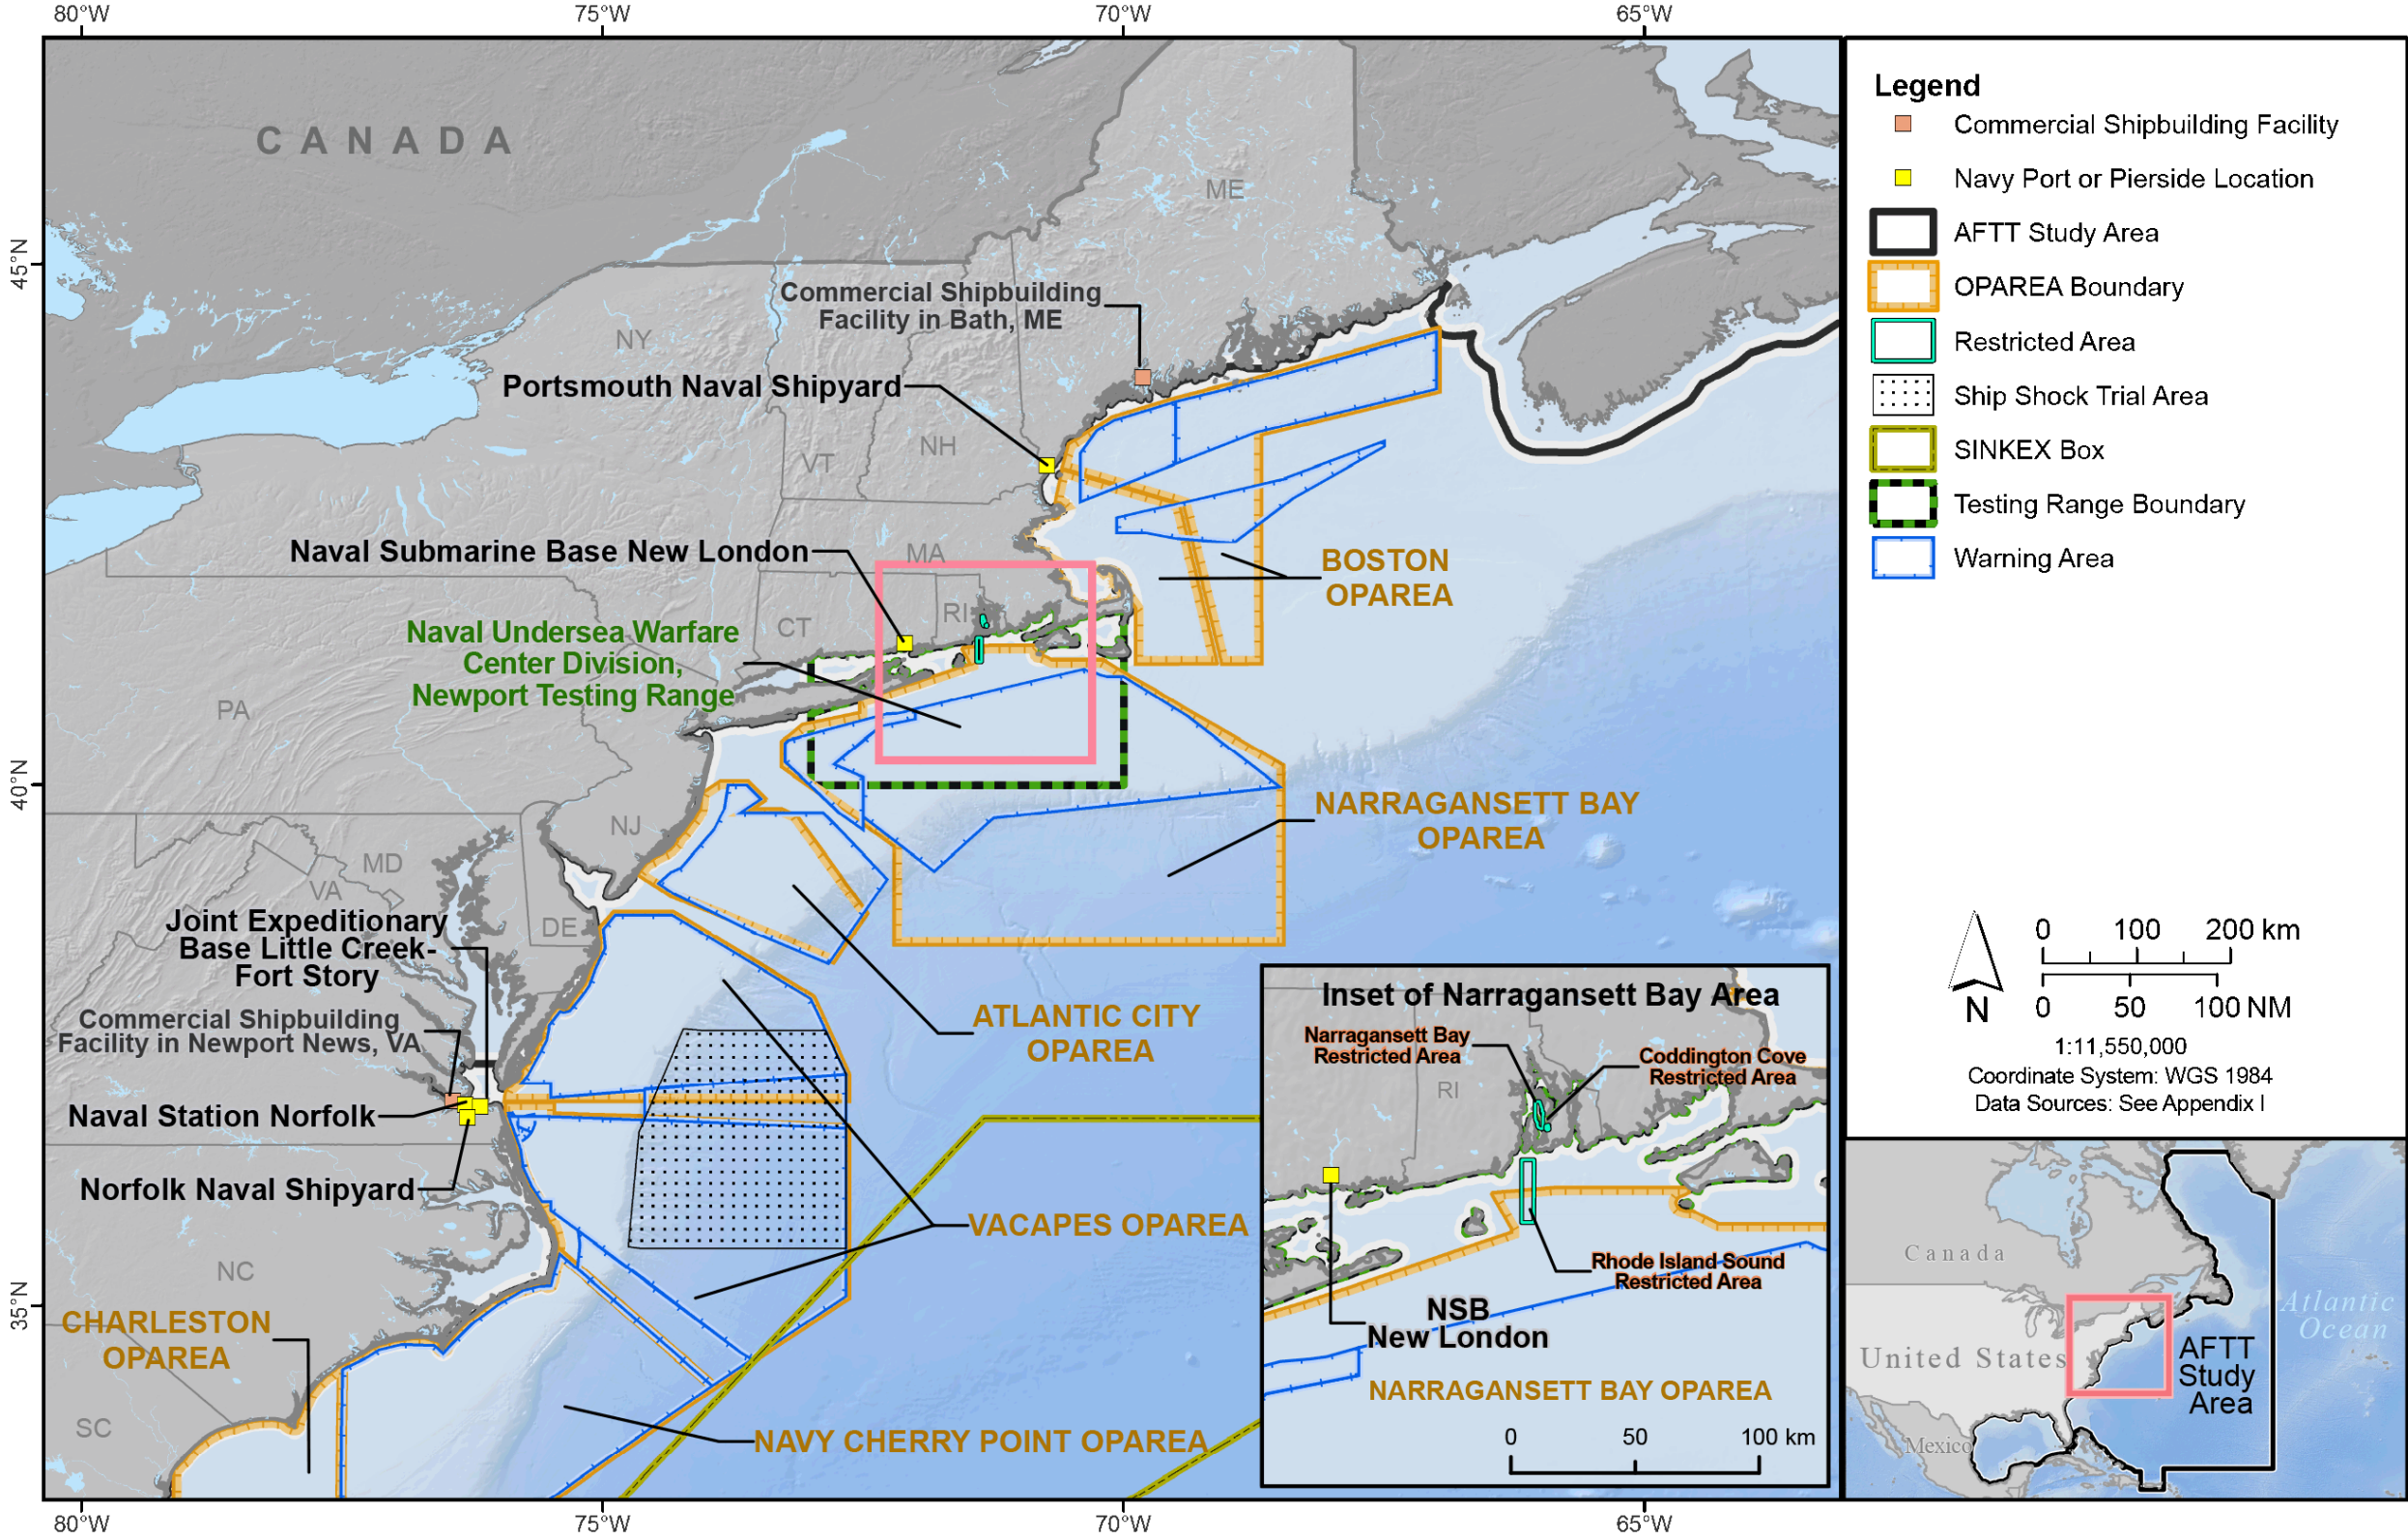 80°W
75°W
70°W
65°W
45°N
40°N
35°N
80°W
75°W
70°W
65°W
CANADA
ME
NY
VT
NH
MA
CT
RI
PA
NJ
MD
VA
DE
NC
SC
Commercial Shipbuilding
Facility in Bath, ME
Portsmouth Naval Shipyard
Naval Submarine Base New London
Naval Undersea Warfare
Center Division,
Newport Testing Range
BOSTON
OPAREA
NARRAGANSETT BAY
OPAREA
Joint Expeditionary
Base Little Creek-
Fort Story
Commercial Shipbuilding
Facility in Newport News, VA
Naval Station Norfolk
Norfolk Naval Shipyard
ATLANTIC CITY
OPAREA
VACAPES OPAREA
CHARLESTON
OPAREA
NAVY CHERRY POINT OPAREA
Inset of Narragansett Bay Area
Narragansett Bay
Restricted Area
Coddington Cove
Restricted Area
RI
Rhode Island Sound
Restricted Area
NSB
New London
NARRAGANSETT BAY OPAREA
0 50 100 km
Legend
Commercial Shipbuilding Facility
Navy Port or Pierside Location
AFTT Study Area
OPAREA Boundary
Restricted Area
Ship Shock Trial Area
SINKEX Box
Testing Range Boundary
Warning Area
N
0 100 200 km
0 50 100 NM
1:11,550,000
Coordinate System: WGS 1984
Data Sources: See Appendix I
Canada
United States
Mexico
Atlantic
Ocean
AFTT
Study
Area